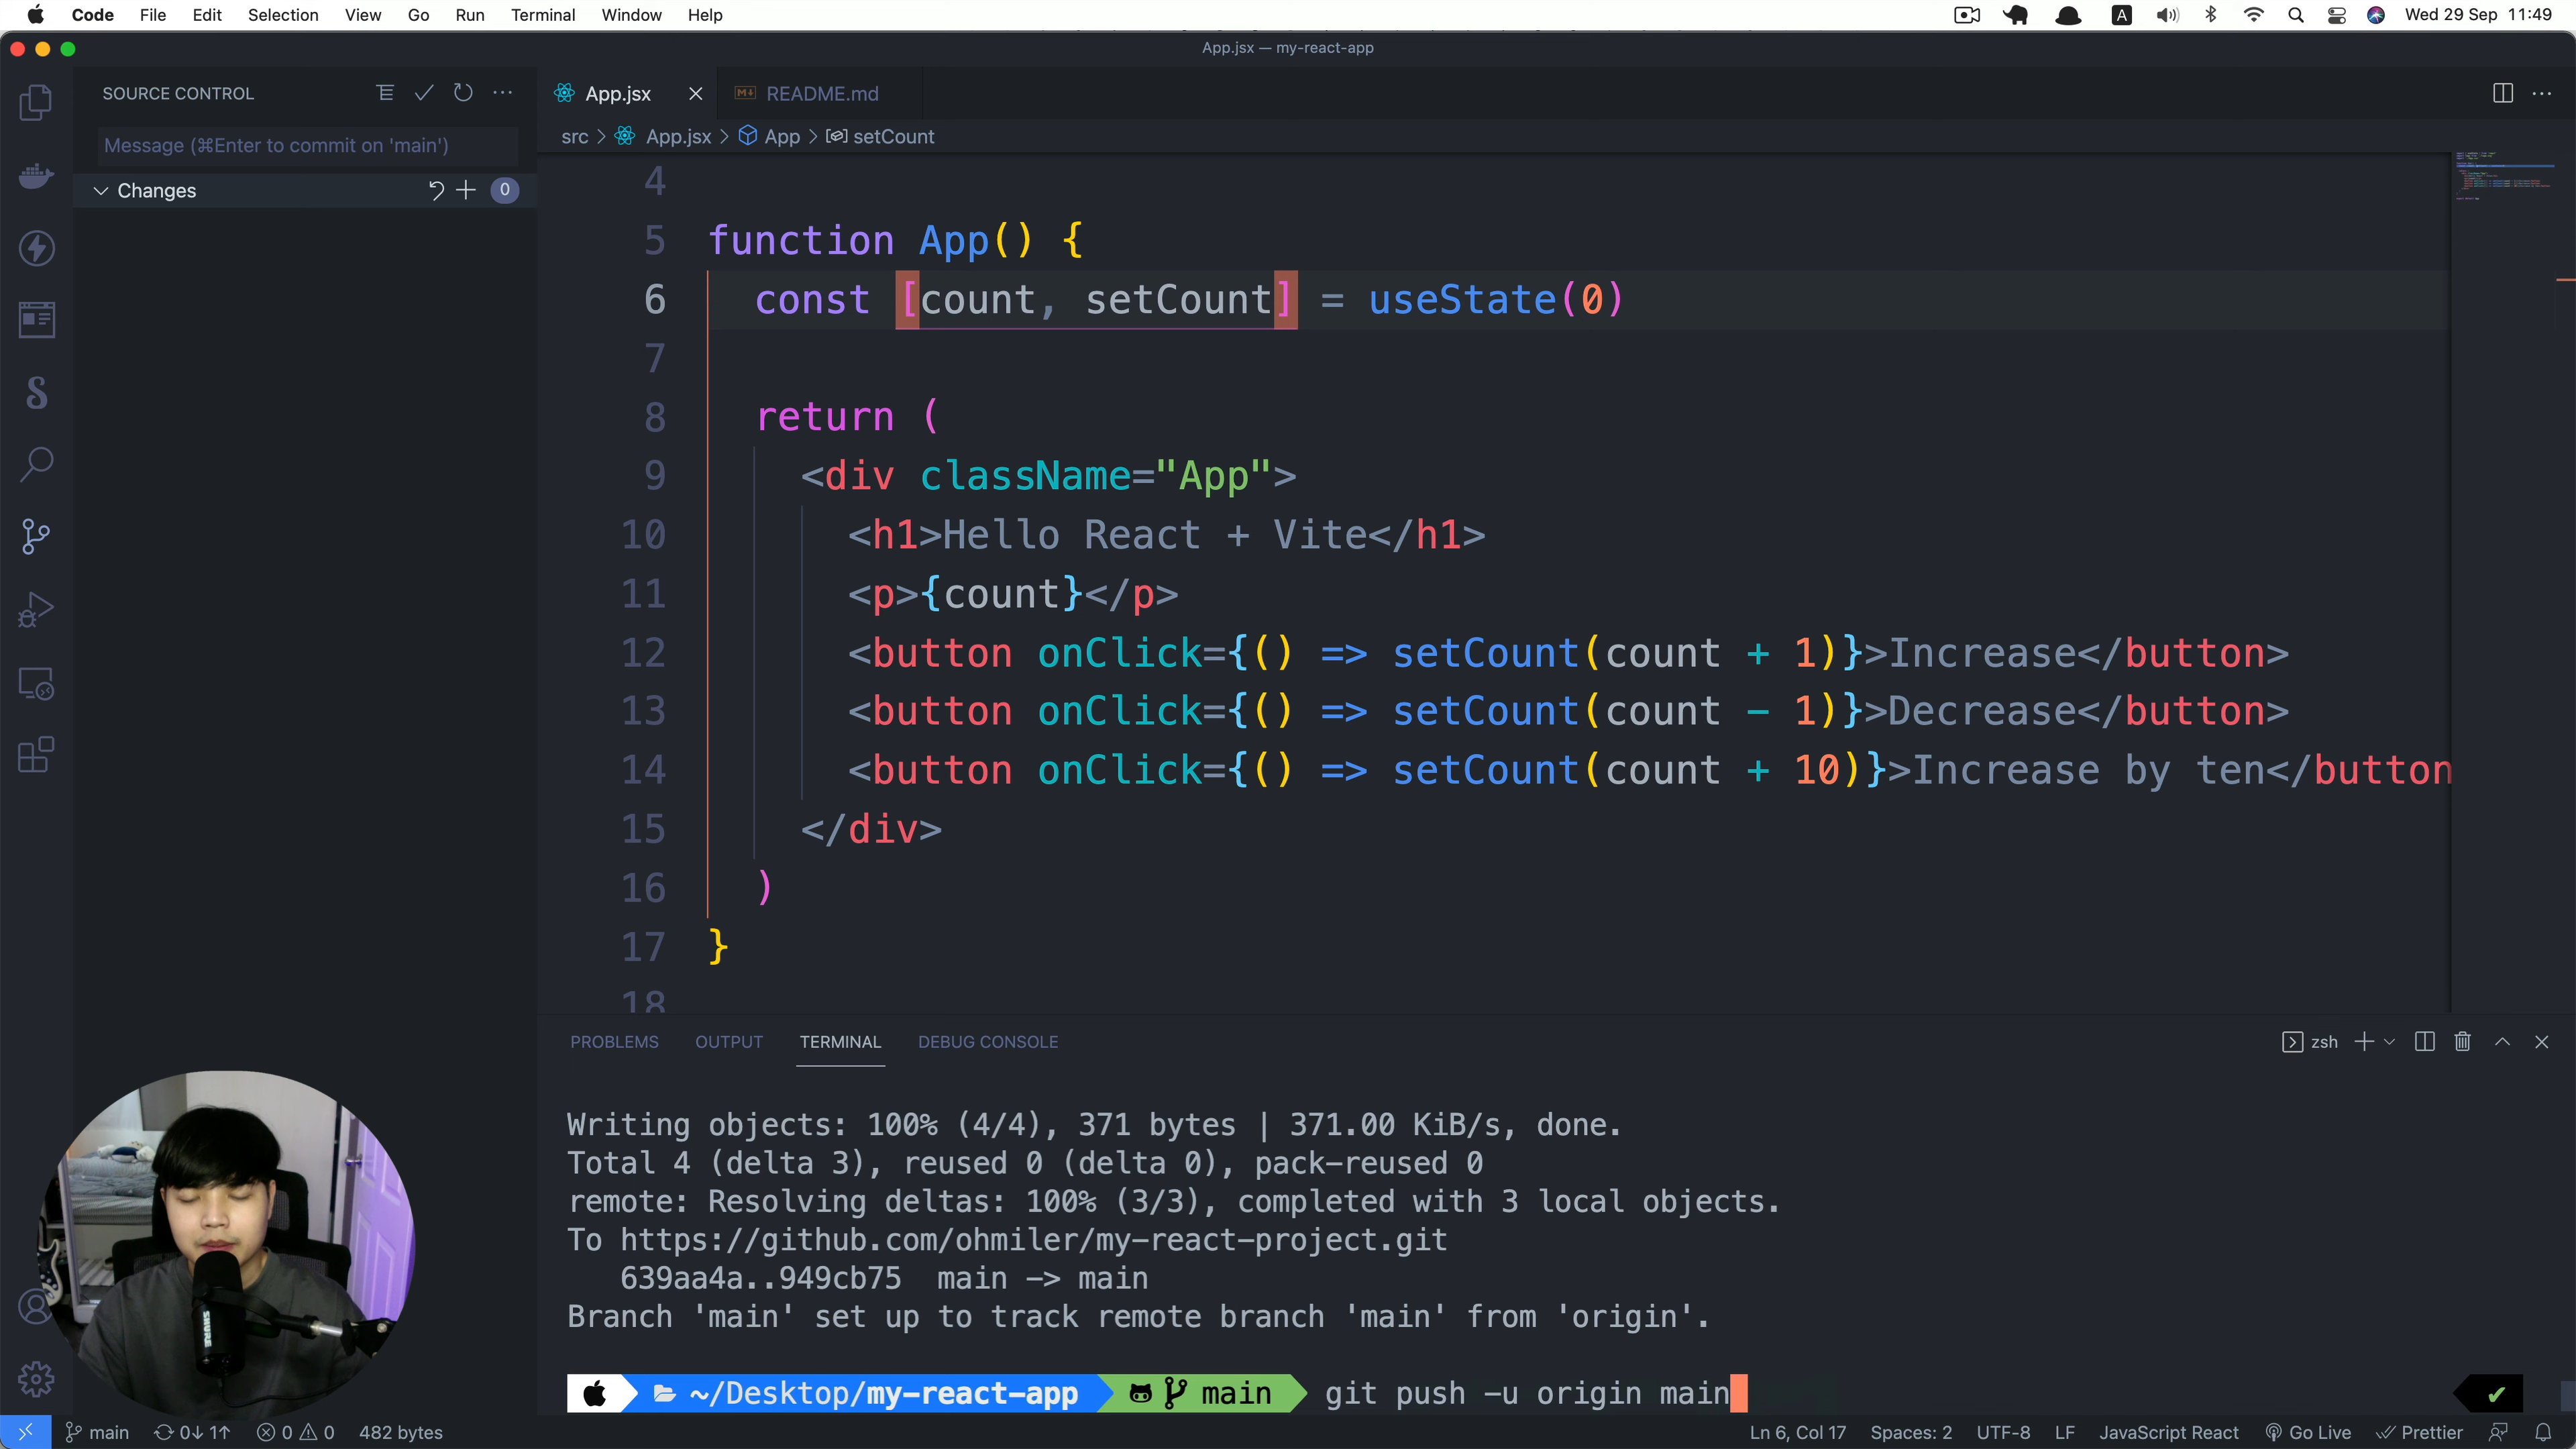 Code File Edit Selection View Go Run Terminal Window Help
A
Wed 29 Sep 11:49
App.jsx — my-react-app
SOURCE CONTROL
App.jsx
README.md
Message (⌘Enter to commit on 'main')
src > App.jsx > App > setCount
Changes
0
4
5 function App() {
6 const [count, setCount] = useState(0)
7
8 return (
9 <div className="App">
10 <h1>Hello React + Vite</h1>
11 <p>{count}</p>
12 <button onClick={() => setCount(count + 1)}>Increase</button>
13 <button onClick={() => setCount(count - 1)}>Decrease</button>
14 <button onClick={() => setCount(count + 10)}>Increase by ten</button
15 </div>
16 )
17 }
18
PROBLEMS OUTPUT TERMINAL DEBUG CONSOLE
zsh
Writing objects: 100% (4/4), 371 bytes | 371.00 KiB/s, done.
Total 4 (delta 3), reused 0 (delta 0), pack-reused 0
remote: Resolving deltas: 100% (3/3), completed with 3 local objects.
To https://github.com/ohmiler/my-react-project.git
639aa4a..949cb75 main -> main
Branch 'main' set up to track remote branch 'main' from 'origin'.
~/Desktop/my-react-app main git push -u origin main
SHURE
main 0↓ 1↑ 0 0 482 bytes
Ln 6, Col 17 Spaces: 2 UTF-8 LF JavaScript React Go Live Prettier